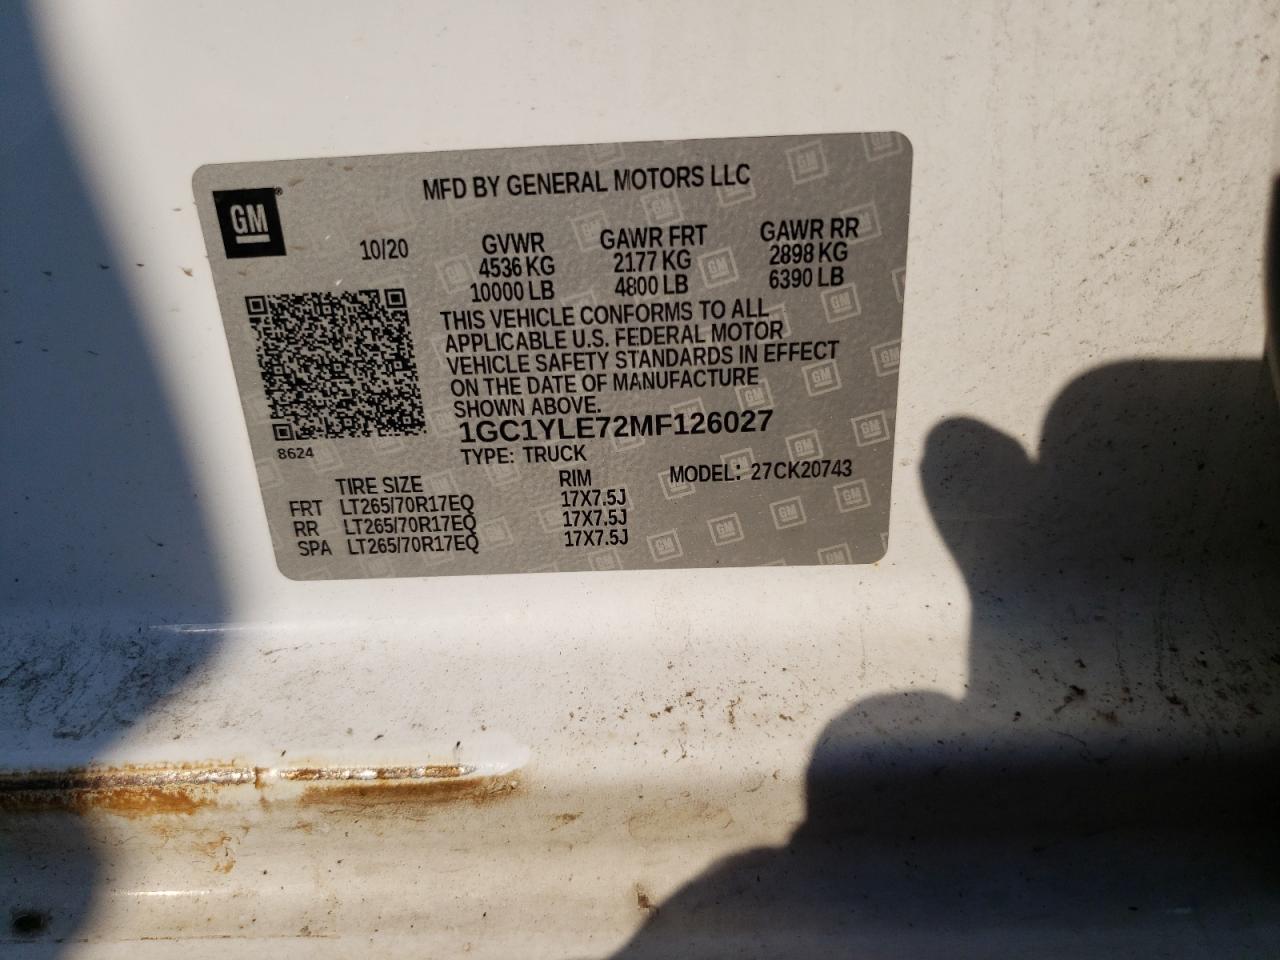 MFD BY GENERAL MOTORS LLC
GM
10/20
GVWR GAWR FRT GAWR RR
4536 KG 2177 KG 2898 KG
10000 LB 4800 LB 6390 LB
THIS VEHICLE CONFORMS TO ALL
APPLICABLE U.S. FEDERAL MOTOR
VEHICLE SAFETY STANDARDS IN EFFECT
ON THE DATE OF MANUFACTURE
SHOWN ABOVE.
1GC1YLE72MF126027
8624
TYPE: TRUCK
MODEL: 27CK20743
TIRE SIZE RIM
FRT LT265/70R17EQ 17X7.5J
RR LT265/70R17EQ 17X7.5J
SPA LT265/70R17EQ 17X7.5J